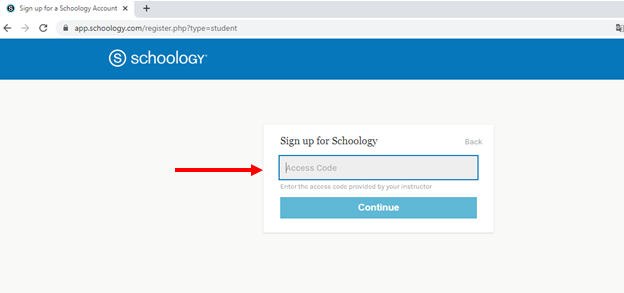 Sign up for a Schoology Account
app.schoology.com/register.php?type=student
schoology
Sign up for Schoology
Back
Access Code
Enter the access code provided by your instructor
Continue